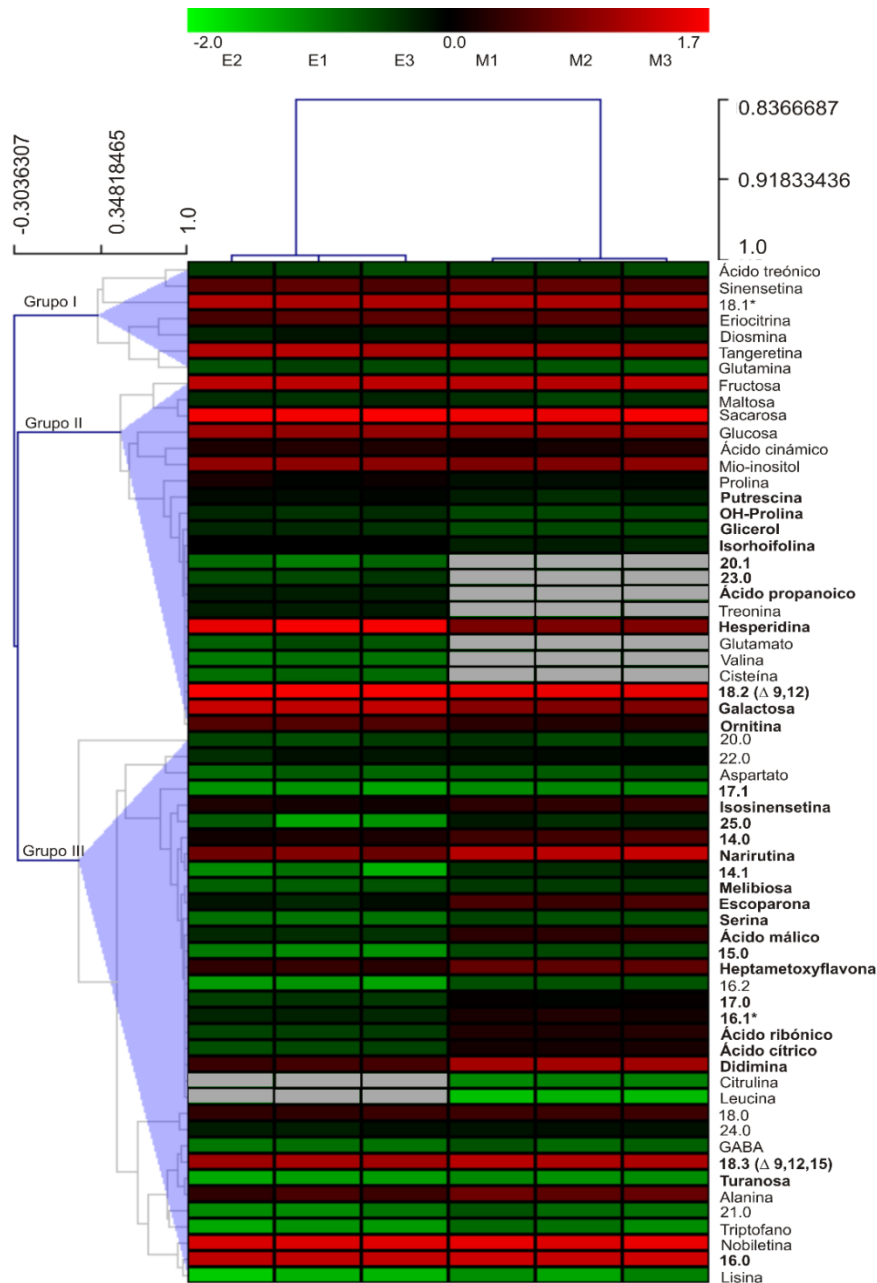 -2.0 0.0 1.7
E2 E1 E3 M1 M2 M3
0.8366687
0.91833436
1.0
-0.3036307
0.34818465
1.0
Grupo I
Grupo II
Grupo III
Ácido treónico
Sinensetina
18.1*
Eriocitrina
Diosmina
Tangeretina
Glutamina
Fructosa
Maltosa
Sacarosa
Glucosa
Ácido cinámico
Mio-inositol
Prolina
Putrescina
OH-Prolina
Glicerol
Isorhoifolina
20.1
23.0
Ácido propanoico
Treonina
Hesperidina
Glutamato
Valina
Cisteína
18.2 (Δ 9,12)
Galactosa
Ornitina
20.0
22.0
Aspartato
17.1
Isosinensetina
25.0
14.0
Narirutina
14.1
Melibiosa
Escoparona
Serina
Ácido málico
15.0
Heptametoxyflavona
16.2
17.0
16.1*
Ácido ribónico
Ácido cítrico
Didimina
Citrulina
Leucina
18.0
24.0
GABA
18.3 (Δ 9,12,15)
Turanosa
Alanina
21.0
Triptofano
Nobiletina
16.0
Lisina